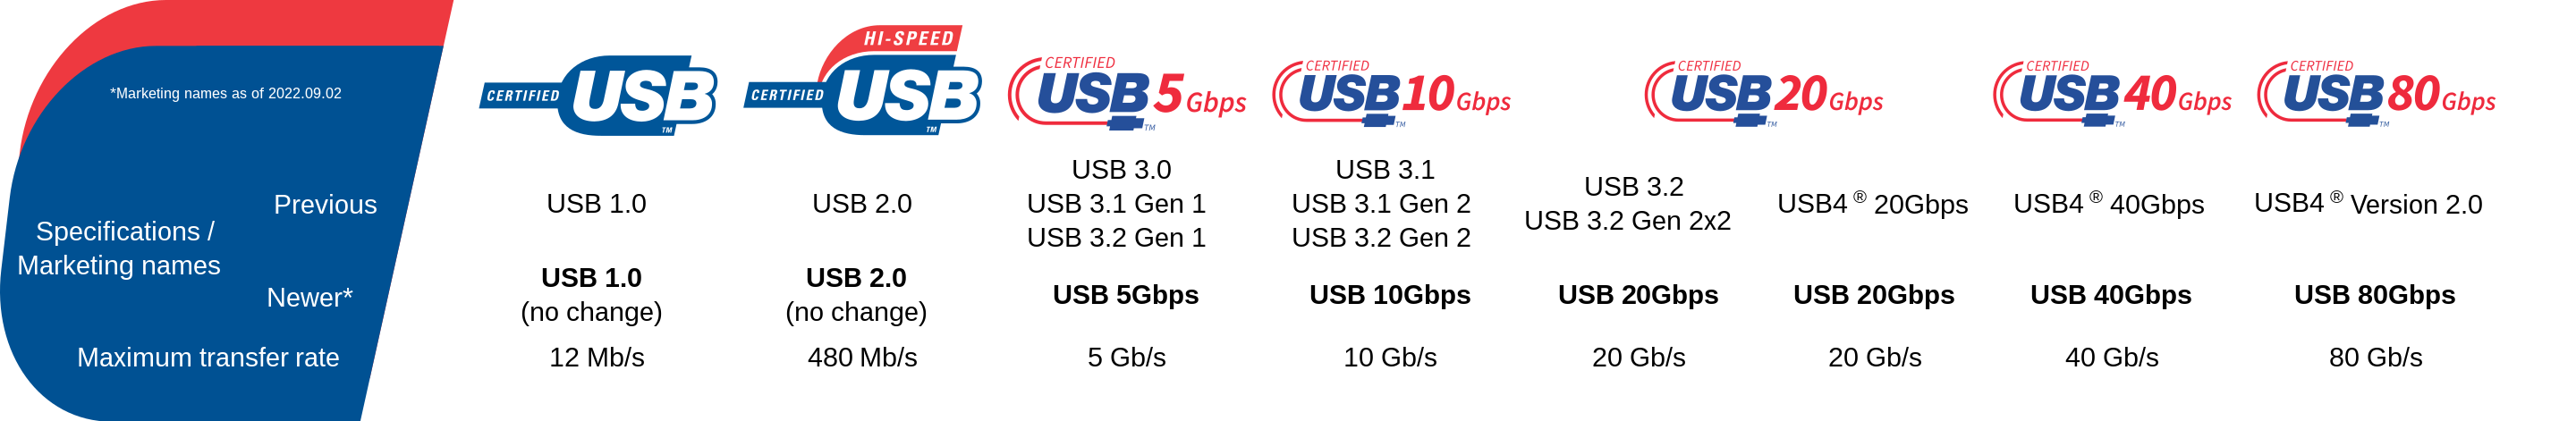 *Marketing names as of 2022.09.02
CERTIFIED USB TM
HI-SPEED
CERTIFIED USB TM
CERTIFIED
USB 5 Gbps
TM
CERTIFIED
USB 10 Gbps
TM
CERTIFIED
USB 20 Gbps
TM
CERTIFIED
USB 40 Gbps
TM
CERTIFIED
USB 80 Gbps
TM
Specifications /
Marketing names
Previous
USB 1.0
USB 2.0
USB 3.0
USB 3.1 Gen 1
USB 3.2 Gen 1
USB 3.1
USB 3.1 Gen 2
USB 3.2 Gen 2
USB 3.2
USB 3.2 Gen 2x2
USB4 ® 20Gbps
USB4 ® 40Gbps
USB4 ® Version 2.0
Newer*
USB 1.0
(no change)
USB 2.0
(no change)
USB 5Gbps
USB 10Gbps
USB 20Gbps
USB 20Gbps
USB 40Gbps
USB 80Gbps
Maximum transfer rate
12 Mb/s
480 Mb/s
5 Gb/s
10 Gb/s
20 Gb/s
20 Gb/s
40 Gb/s
80 Gb/s